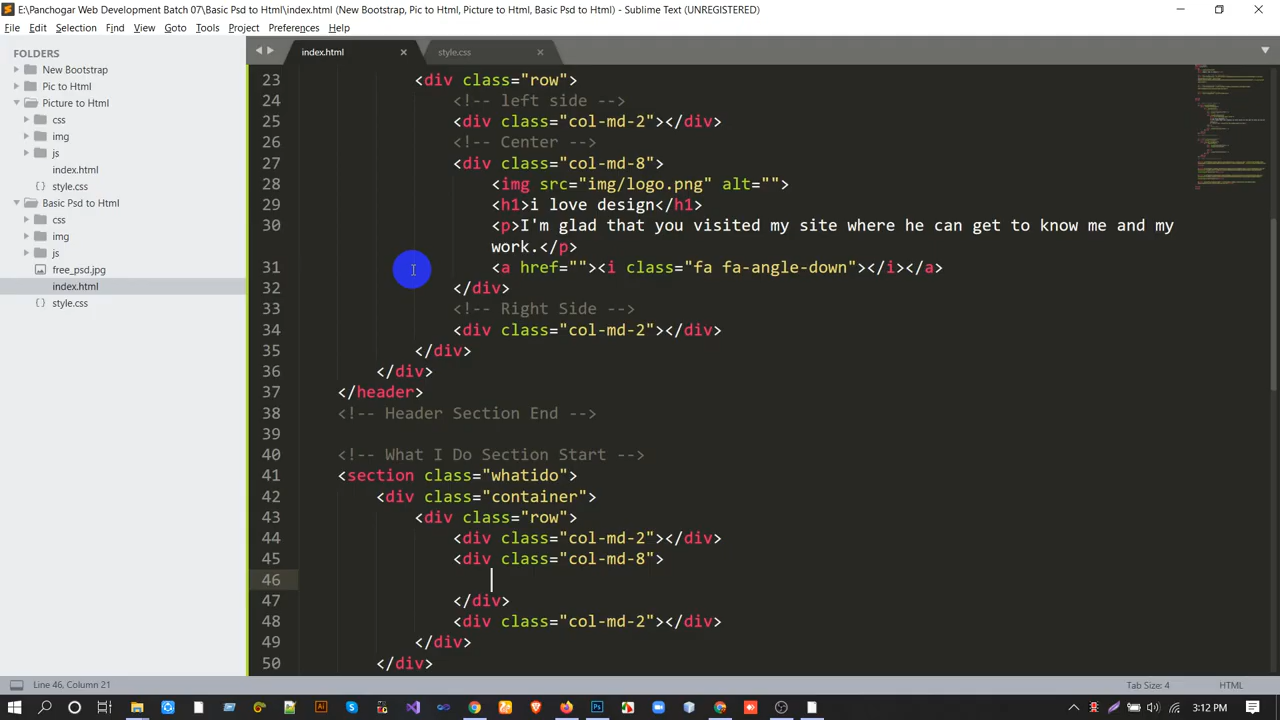 E:\Panchogar Web Development Batch 07\Basic Psd to Html\index.html (New Bootstrap, Pic to Html, Picture to Html, Basic Psd to Html) - Sublime Text (UNREGISTERED)
File Edit Selection Find View Goto Tools Project Preferences Help
FOLDERS
New Bootstrap
Pic to Html
Picture to Html
css
img
js
index.html
style.css
Basic Psd to Html
css
img
js
free_psd.jpg
index.html
style.css
index.html × style.css ×
23 <div class="row">
24 <!-- left side -->
25 <div class="col-md-2"></div>
26 <!-- Center -->
27 <div class="col-md-8">
28 <img src="img/logo.png" alt="">
29 <h1>i love design</h1>
30 <p>I'm glad that you visited my site where he can get to know me and my
work.</p>
31 <a href=""><i class="fa fa-angle-down"></i></a>
32 </div>
33 <!-- Right Side -->
34 <div class="col-md-2"></div>
35 </div>
36 </div>
37 </header>
38 <!-- Header Section End -->
39
40 <!-- What I Do Section Start -->
41 <section class="whatido">
42 <div class="container">
43 <div class="row">
44 <div class="col-md-2"></div>
45 <div class="col-md-8">
46
47 </div>
48 <div class="col-md-2"></div>
49 </div>
50 </div>
Line 46, Column 21 Tab Size: 4 HTML
3:12 PM